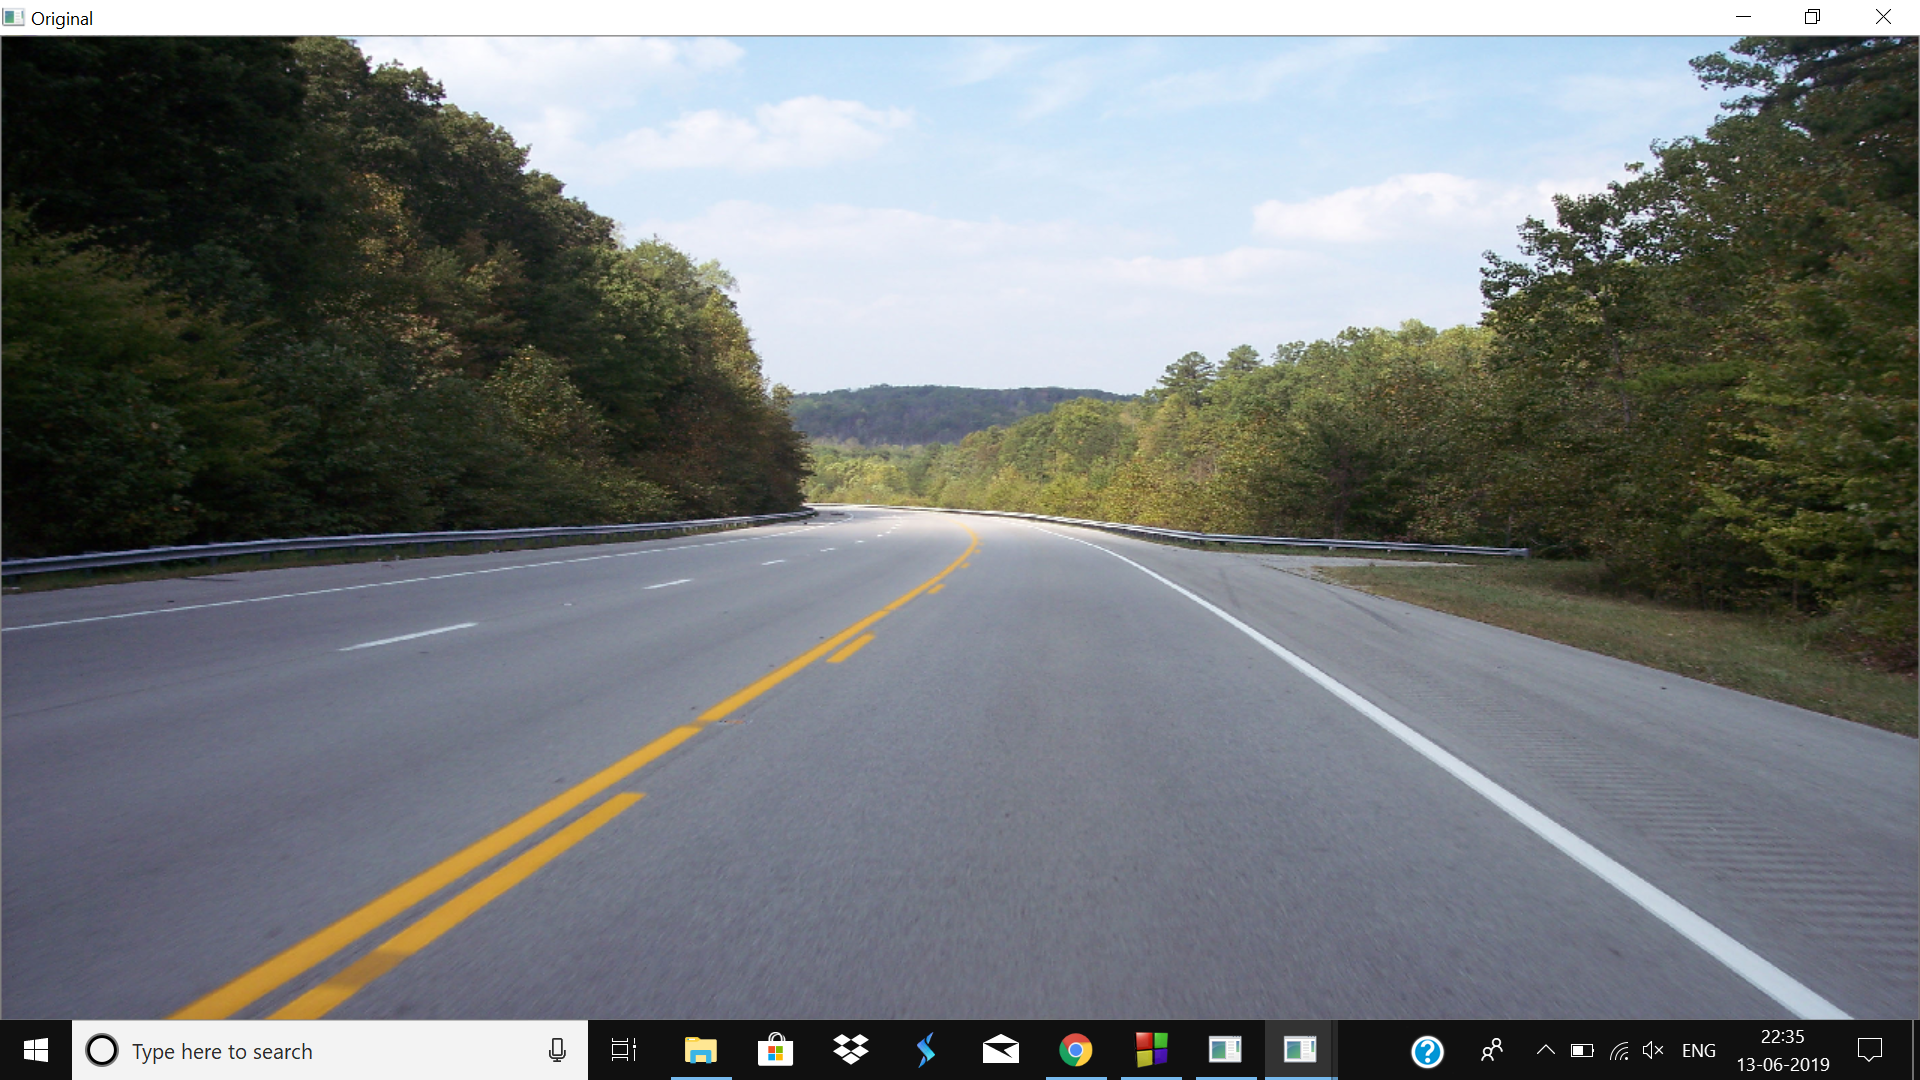 Original
Type here to search
ENG
22:35
13-06-2019